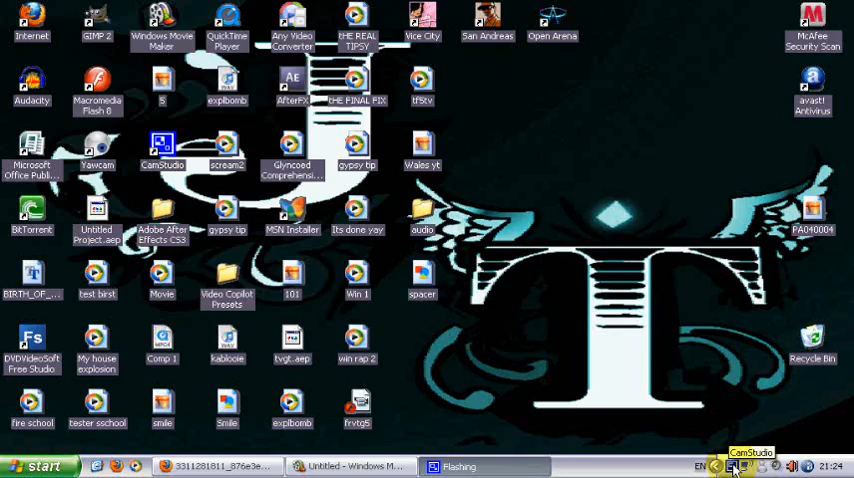 Internet
GIMP 2
Windows Movie
Maker
QuickTime
Player
Any Video
Converter
tHE REAL
TIPSY
Vice City
San Andreas
Open Arena
McAfee
Security Scan
Audacity
Macromedia
Flash 8
S
explbomb
AfterFX
tHE FINAL FIX
tfStv
avast!
Antivirus
Microsoft
Office Publi...
Yawcam
CamStudio
scream2
Glyncoed
Comprehensi...
gypsy tip
Wales yt
BitTorrent
Untitled
Project.aep
Adobe After
Effects CS3
gypsy tip
MSN Installer
Its done yay
audio
PA040004
BIRTH_OF_...
test birst
Movie
Video Copilot
Presets
101
Win 1
spacer
DVDVideoSoft
Free Studio
My house
explosion
Comp 1
kablooie
tvgt.aep
win rap 2
Recycle Bin
fire school
tester sschool
smile
Smile
explbomb
frvtg5
T
CamStudio
start
3311281811_876e3e...
Untitled - Windows M...
Flashing
EN
21:24